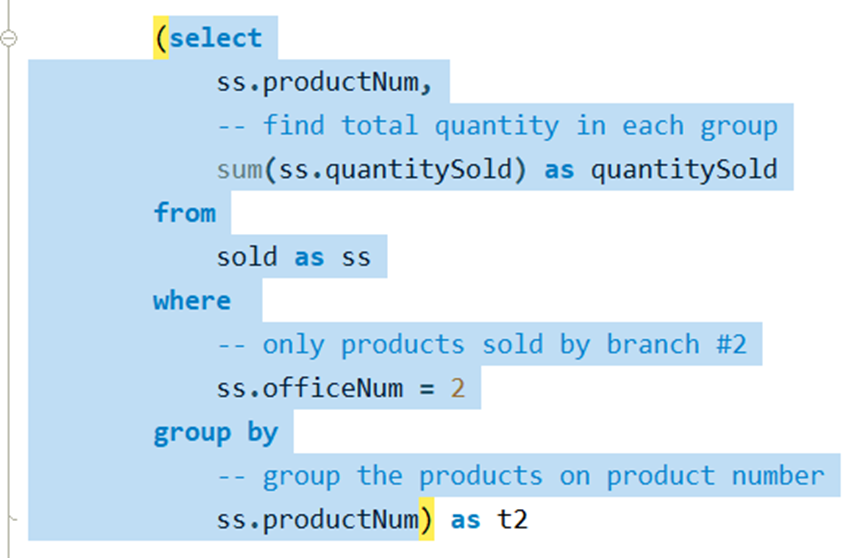 (select
ss.productNum,
-- find total quantity in each group
sum(ss.quantitySold) as quantitySold
from
sold as ss
where
-- only products sold by branch #2
ss.officeNum = 2
group by
-- group the products on product number
ss.productNum) as t2